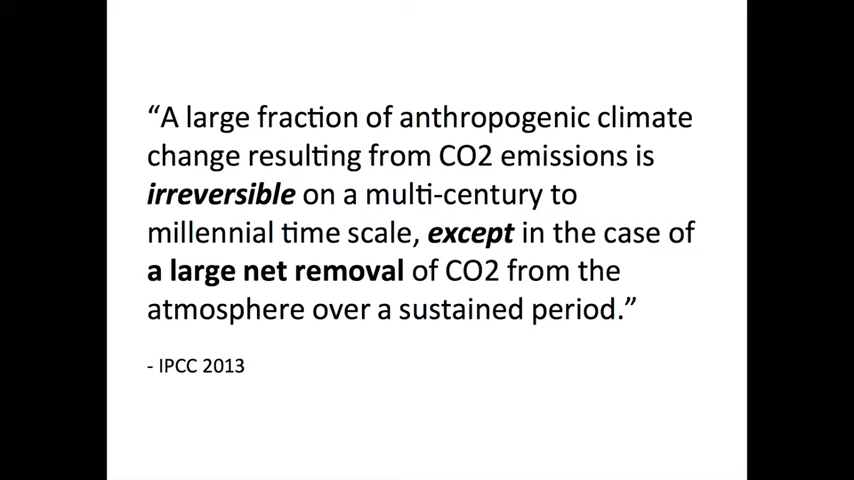 “A large fraction of anthropogenic climate
change resulting from CO2 emissions is
irreversible on a multi-century to
millennial time scale, except in the case of
a large net removal of CO2 from the
atmosphere over a sustained period.”
- IPCC 2013